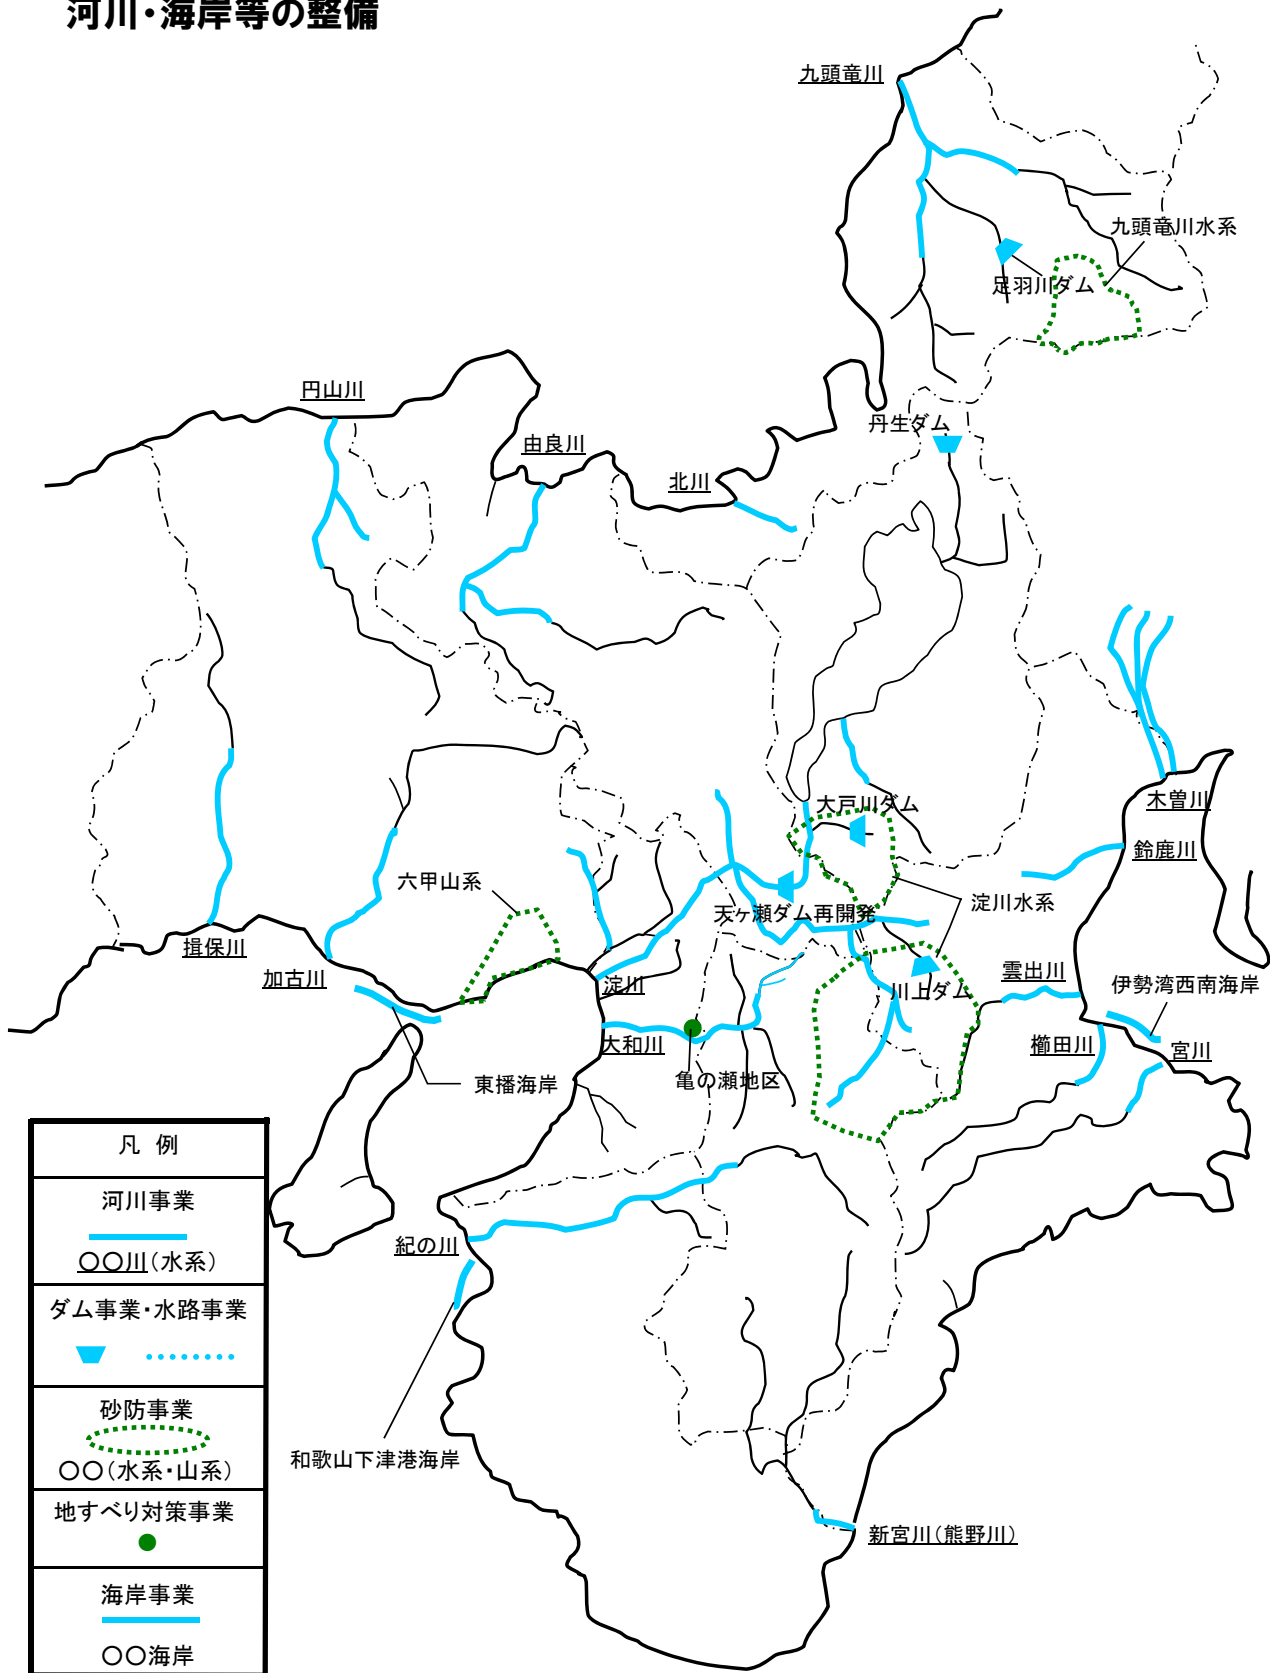 河川・海岸等の整備
九頭竜川
九頭竜川水系
足羽川ダム
円山川
丹生ダム
由良川
北川
木曽川
大戸川ダム
鈴鹿川
六甲山系
淀川水系
天ヶ瀬ダム再開発
揖保川
加古川
淀川
雲出川
伊勢湾西南海岸
川上ダム
大和川
櫛田川
宮川
東播海岸
亀の瀬地区
凡 例
河川事業
○○川(水系)
紀の川
ダム事業・水路事業
砂防事業
○○(水系・山系)
和歌山下津港海岸
地すべり対策事業
新宮川(熊野川)
海岸事業
○○海岸